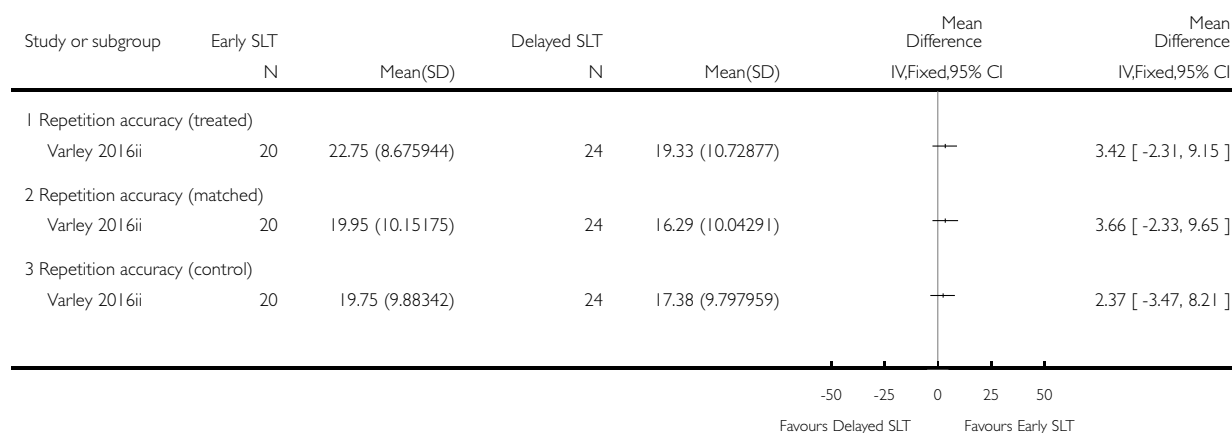 Mean Mean
Study or subgroup Early SLT Delayed SLT Difference Difference
N Mean(SD) N Mean(SD) IV,Fixed,95% CI IV,Fixed,95% CI
1 Repetition accuracy (treated)
Varley 2016ii 20 22.75 (8.675944) 24 19.33 (10.72877) 3.42 [ -2.31, 9.15 ]
2 Repetition accuracy (matched)
Varley 2016ii 20 19.95 (10.15175) 24 16.29 (10.04291) 3.66 [ -2.33, 9.65 ]
3 Repetition accuracy (control)
Varley 2016ii 20 19.75 (9.88342) 24 17.38 (9.797959) 2.37 [ -3.47, 8.21 ]
-50 -25 0 25 50
Favours Delayed SLT Favours Early SLT